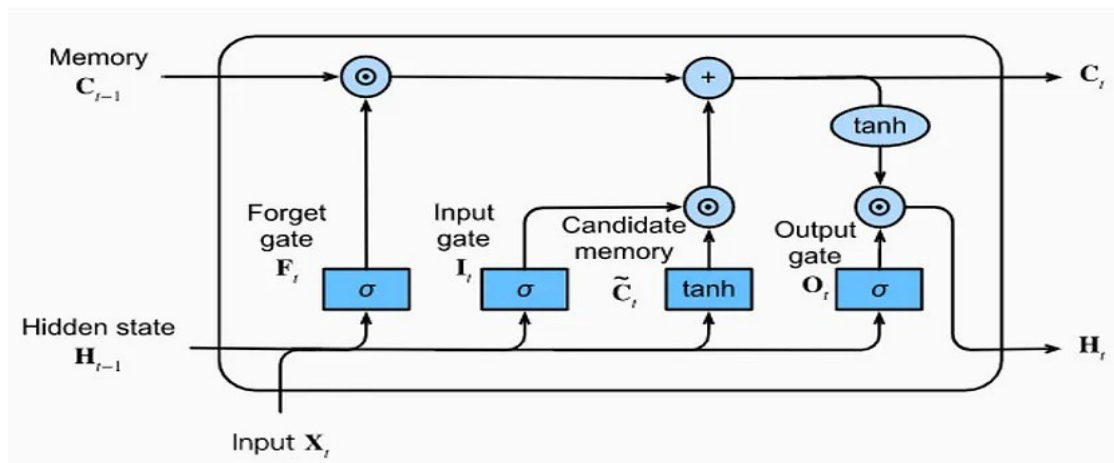 Memory
C_{t-1}
⊙
+
C_t
tanh
⊙
⊙
Forget
gate
F_t
Input
gate
I_t
Candidate
memory
C̃_t
Output
gate
O_t
σ
σ
tanh
σ
Hidden state
H_{t-1}
H_t
Input X_t